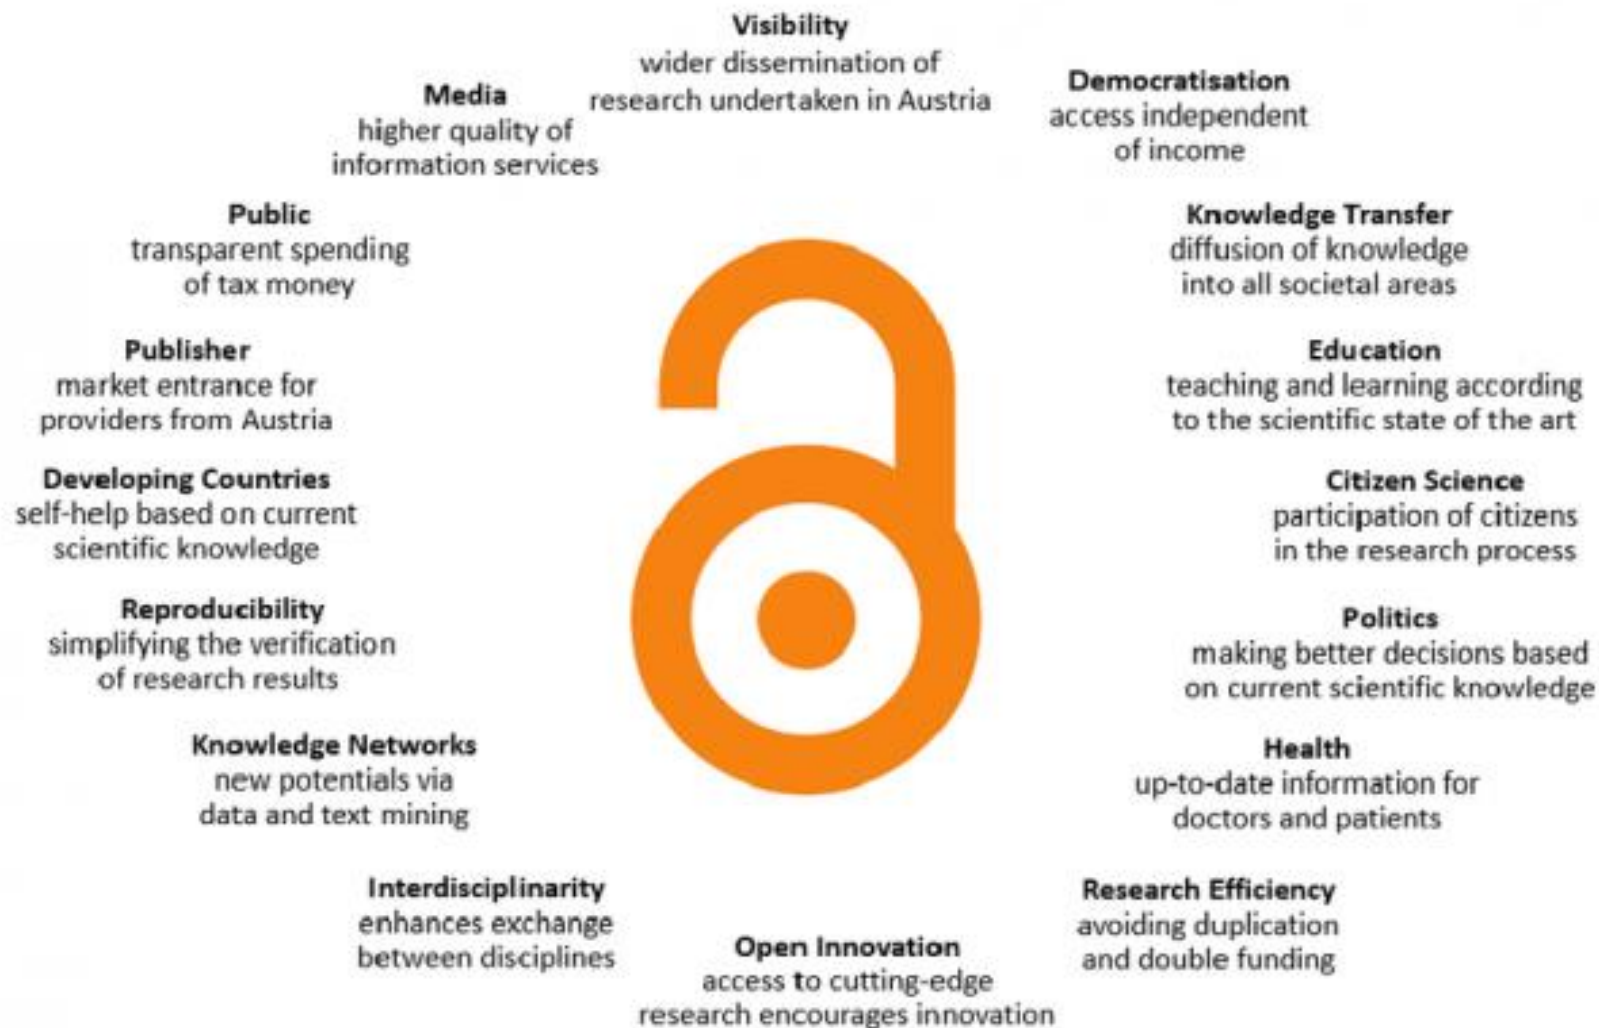 Visibility
wider dissemination of
research undertaken in Austria
Democratisation
access independent
of income
Knowledge Transfer
diffusion of knowledge
into all societal areas
Education
teaching and learning according
to the scientific state of the art
Citizen Science
participation of citizens
in the research process
Politics
making better decisions based
on current scientific knowledge
Health
up-to-date information for
doctors and patients
Research Efficiency
avoiding duplication
and double funding
Open Innovation
access to cutting-edge
research encourages innovation
Interdisciplinarity
enhances exchange
between disciplines
Knowledge Networks
new potentials via
data and text mining
Reproducibility
simplifying the verification
of research results
Developing Countries
self-help based on current
scientific knowledge
Publisher
market entrance for
providers from Austria
Public
transparent spending
of tax money
Media
higher quality of
information services